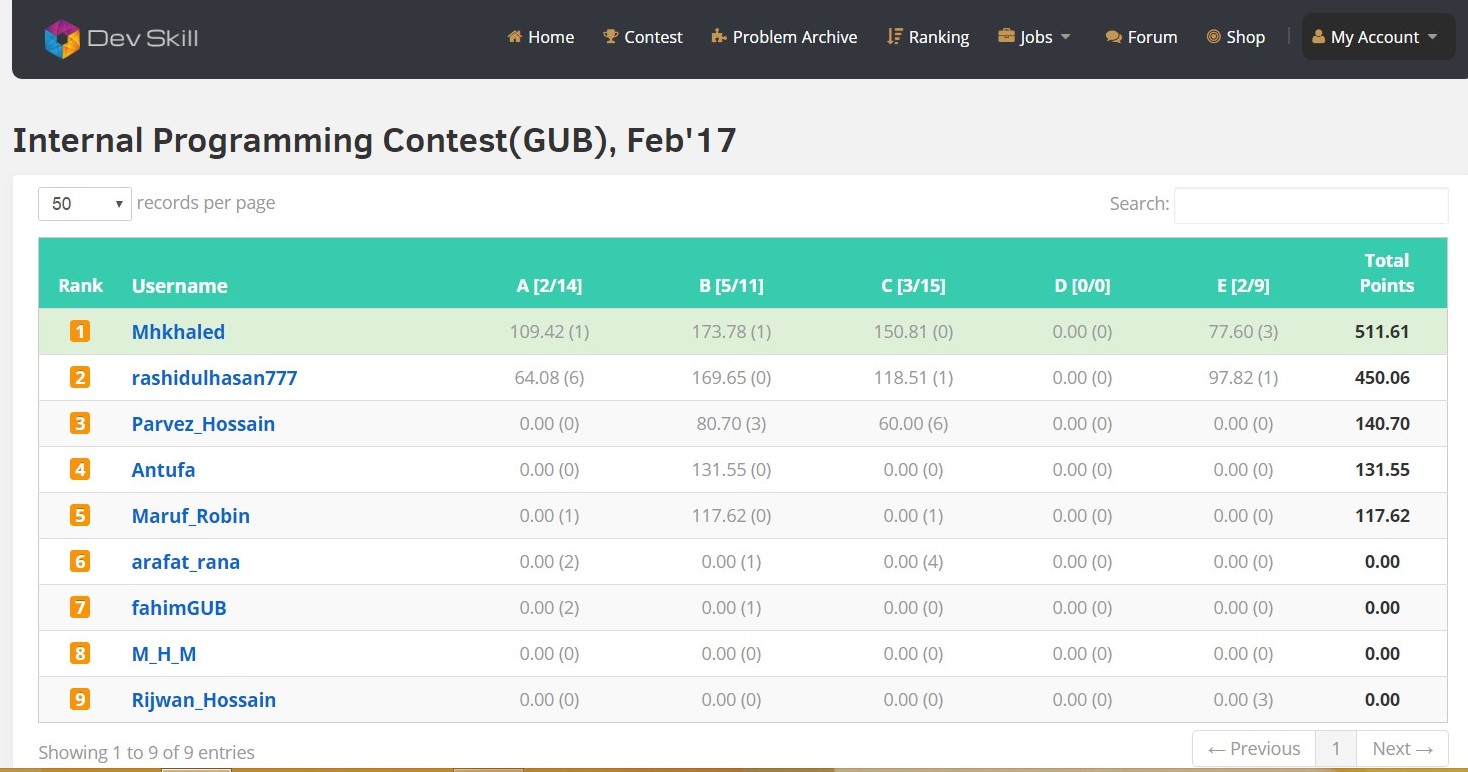 Dev Skill Home Contest Problem Archive Ranking Jobs Forum Shop My Account
Internal Programming Contest(GUB), Feb'17
50 records per page Search:
Rank Username A [2/14] B [5/11] C [3/15] D [0/0] E [2/9] Total Points
1 Mhkhaled 109.42 (1) 173.78 (1) 150.81 (0) 0.00 (0) 77.60 (3) 511.61
2 rashidulhasan777 64.08 (6) 169.65 (0) 118.51 (1) 0.00 (0) 97.82 (1) 450.06
3 Parvez_Hossain 0.00 (0) 80.70 (3) 60.00 (6) 0.00 (0) 0.00 (0) 140.70
4 Antufa 0.00 (0) 131.55 (0) 0.00 (0) 0.00 (0) 0.00 (0) 131.55
5 Maruf_Robin 0.00 (1) 117.62 (0) 0.00 (1) 0.00 (0) 0.00 (0) 117.62
6 arafat_rana 0.00 (2) 0.00 (1) 0.00 (4) 0.00 (0) 0.00 (0) 0.00
7 fahimGUB 0.00 (2) 0.00 (1) 0.00 (0) 0.00 (0) 0.00 (0) 0.00
8 M_H_M 0.00 (0) 0.00 (0) 0.00 (0) 0.00 (0) 0.00 (0) 0.00
9 Rijwan_Hossain 0.00 (0) 0.00 (0) 0.00 (0) 0.00 (0) 0.00 (3) 0.00
Showing 1 to 9 of 9 entries ← Previous 1 Next →